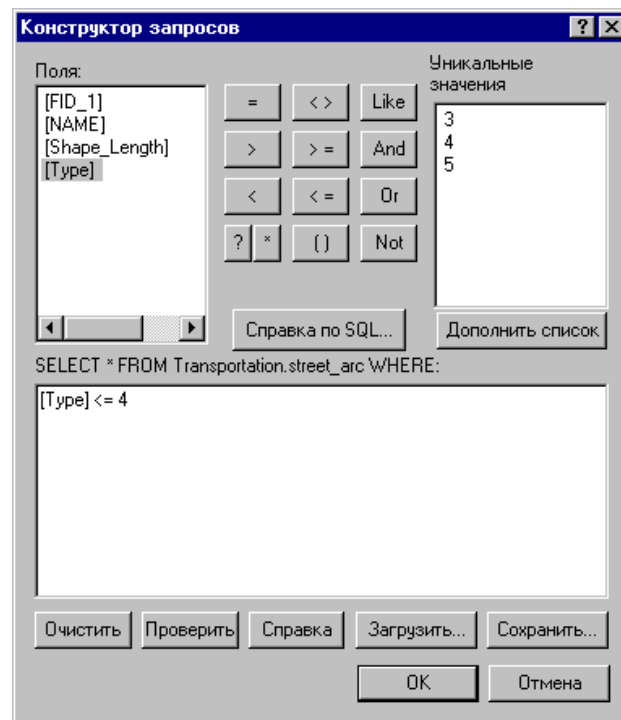 Конструктор запросов
? ×
Поля:
[FID_1]
[NAME]
[Shape_Length]
[Type]
= < > Like
> > = And
< < = Or
? * ( ) Not
Уникальные
значения
3
4
5
Справка по SQL...
Дополнить список
SELECT * FROM Transportation.street_arc WHERE:
[Type] <= 4
Очистить Проверить Справка Загрузить... Сохранить...
OK Отмена